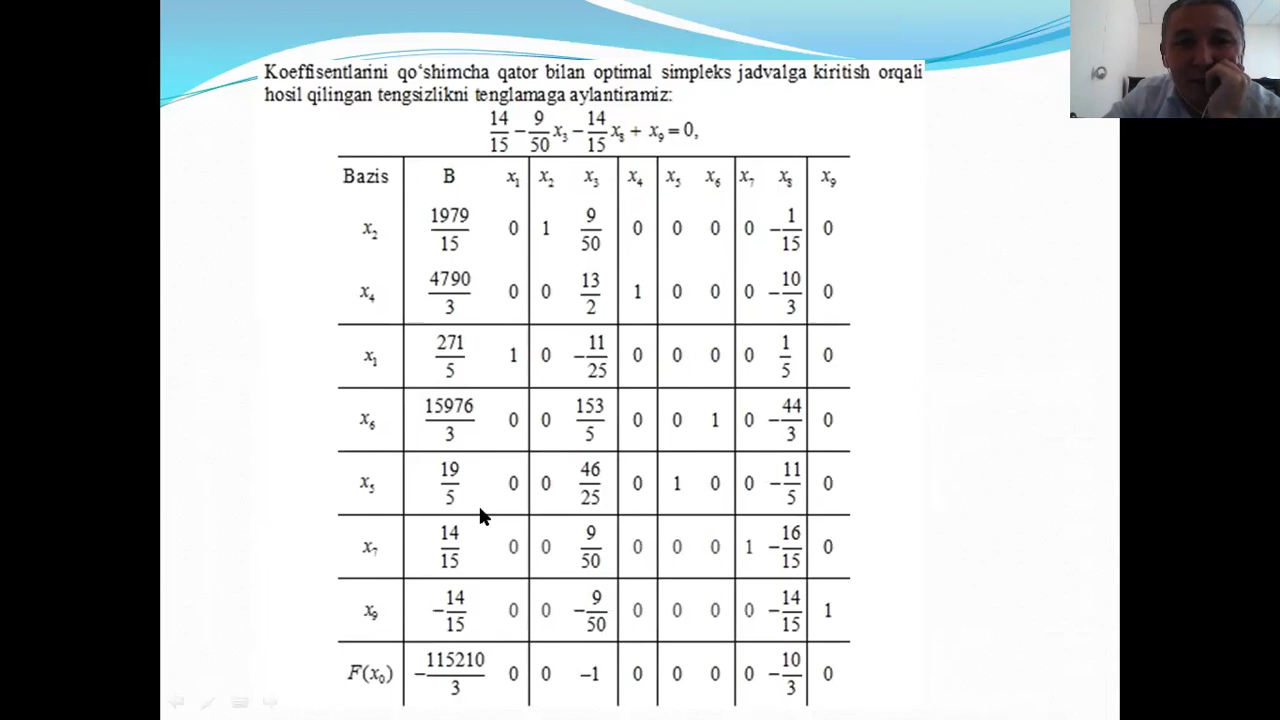 Koeffisentlarini qo‘shimcha qator bilan optimal simpleks jadvalga kiritish orqali
hosil qilingan tengsizlikni tenglamaga aylantiramiz:
14/15 − 9/50 x₃ − 14/15 x₈ + x₉ = 0,
Bazis B x₁ x₂ x₃ x₄ x₅ x₆ x₇ x₈ x₉
x₂ 1979/15 0 1 9/50 0 0 0 0 −1/15 0
x₄ 4790/3 0 0 13/2 1 0 0 0 −10/3 0
x₁ 271/5 1 0 −11/25 0 0 0 0 1/5 0
x₆ 15976/3 0 0 153/5 0 0 1 0 −44/3 0
x₅ 19/5 0 0 46/25 0 1 0 0 −11/5 0
x₇ 14/15 0 0 9/50 0 0 0 1 −16/15 0
x₉ −14/15 0 0 −9/50 0 0 0 0 −14/15 1
F(x₀) −115210/3 0 0 −1 0 0 0 0 −10/3 0